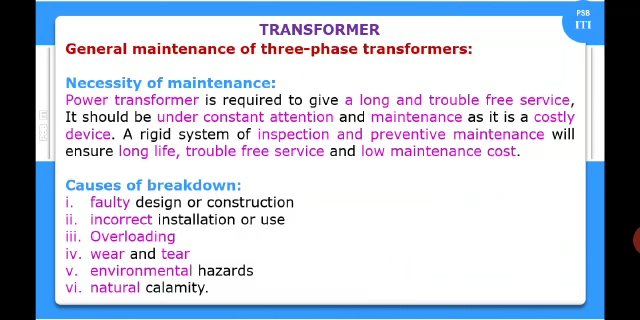 PSB
ITI
TRANSFORMER
General maintenance of three-phase transformers:
Necessity of maintenance:
Power transformer is required to give a long and trouble free service,
It should be under constant attention and maintenance as it is a costly
device. A rigid system of inspection and preventive maintenance will
ensure long life, trouble free service and low maintenance cost.
Causes of breakdown:
i. faulty design or construction
ii. incorrect installation or use
iii. Overloading
iv. wear and tear
v. environmental hazards
vi. natural calamity.